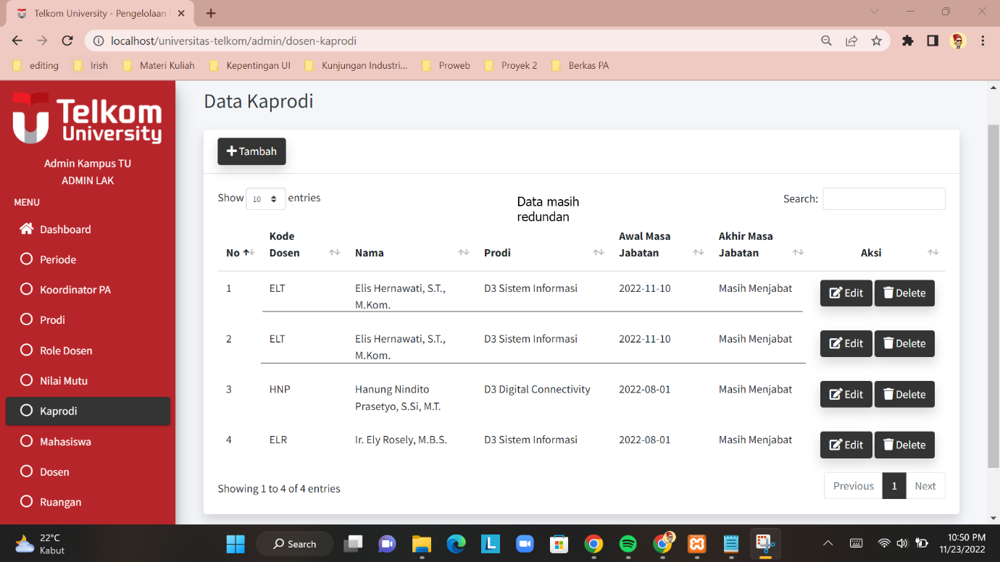 Telkom University - Pengelolaan
localhost/universitas-telkom/admin/dosen-kaprodi
editing
Irish
Materi Kuliah
Kepentingan UI
Kunjungan Industri...
Proweb
Proyek 2
Berkas PA
Telkom
University
Admin Kampus TU
ADMIN LAK
MENU
Dashboard
Periode
Koordinator PA
Prodi
Role Dosen
Nilai Mutu
Kaprodi
Mahasiswa
Dosen
Ruangan
Data Kaprodi
Tambah
Show 10 entries
Data masih
redundan
Search:
No Kode Dosen Nama Prodi Awal Masa Jabatan Akhir Masa Jabatan Aksi
1 ELT Elis Hernawati, S.T., M.Kom. D3 Sistem Informasi 2022-11-10 Masih Menjabat Edit Delete
2 ELT Elis Hernawati, S.T., M.Kom. D3 Sistem Informasi 2022-11-10 Masih Menjabat Edit Delete
3 HNP Hanung Nindito Prasetyo, S.Si, M.T. D3 Digital Connectivity 2022-08-01 Masih Menjabat Edit Delete
4 ELR Ir. Ely Rosely, M.B.S. D3 Sistem Informasi 2022-08-01 Masih Menjabat Edit Delete
Showing 1 to 4 of 4 entries
Previous 1 Next
22°C
Kabut
Search
10:50 PM
11/23/2022